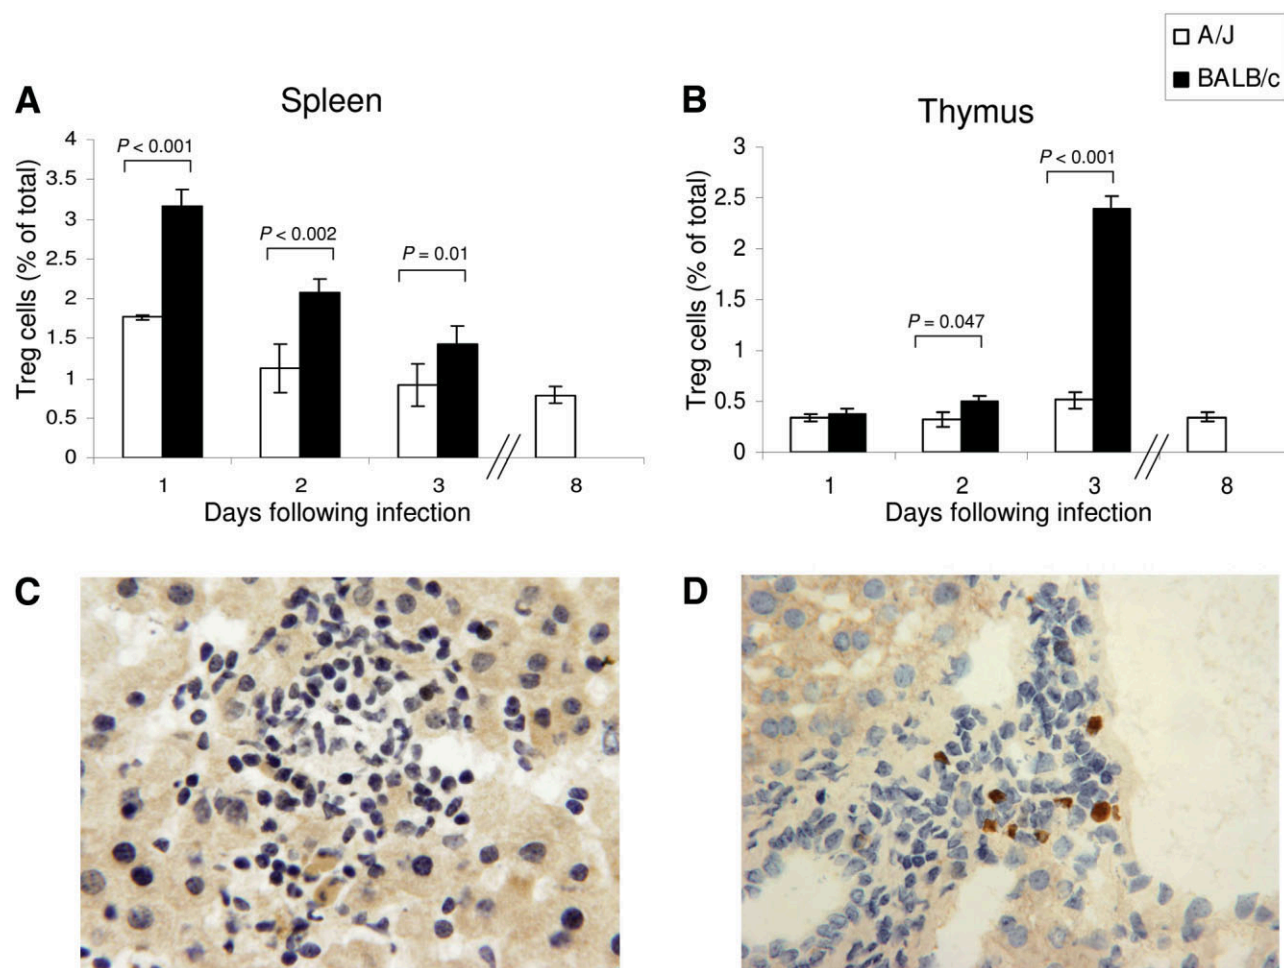 A/J
BALB/c
A
Spleen
Treg cells (% of total)
4
3.5
3
2.5
2
1.5
1
0.5
0
P < 0.001
P < 0.002
P = 0.01
1
2
3
8
Days following infection
B
Thymus
Treg cells (% of total)
3
2.5
2
1.5
1
0.5
0
P = 0.047
P < 0.001
1
2
3
8
Days following infection
C
D